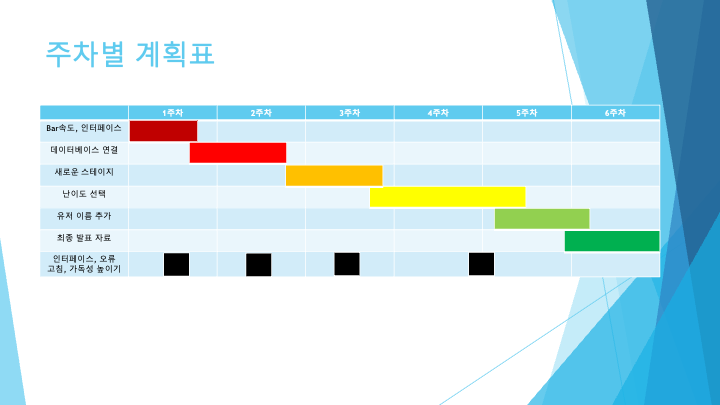 주차별 계획표
1주차 2주차 3주차 4주차 5주차 6주차
Bar속도, 인터페이스
데이터베이스 연결
새로운 스테이지
난이도 선택
유저 이름 추가
최종 발표 자료
인터페이스, 오류
고침, 가독성 높이기